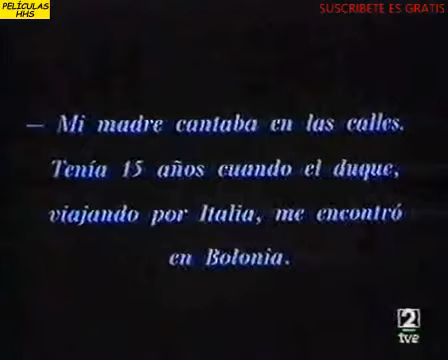 PELÍCULAS
HHS
SUSCRIBETE ES GRATIS
— Mi madre cantaba en las calles.
Tenía 15 años cuando el duque,
viajando por Italia, me encontró
en Bolonia.
2
tve